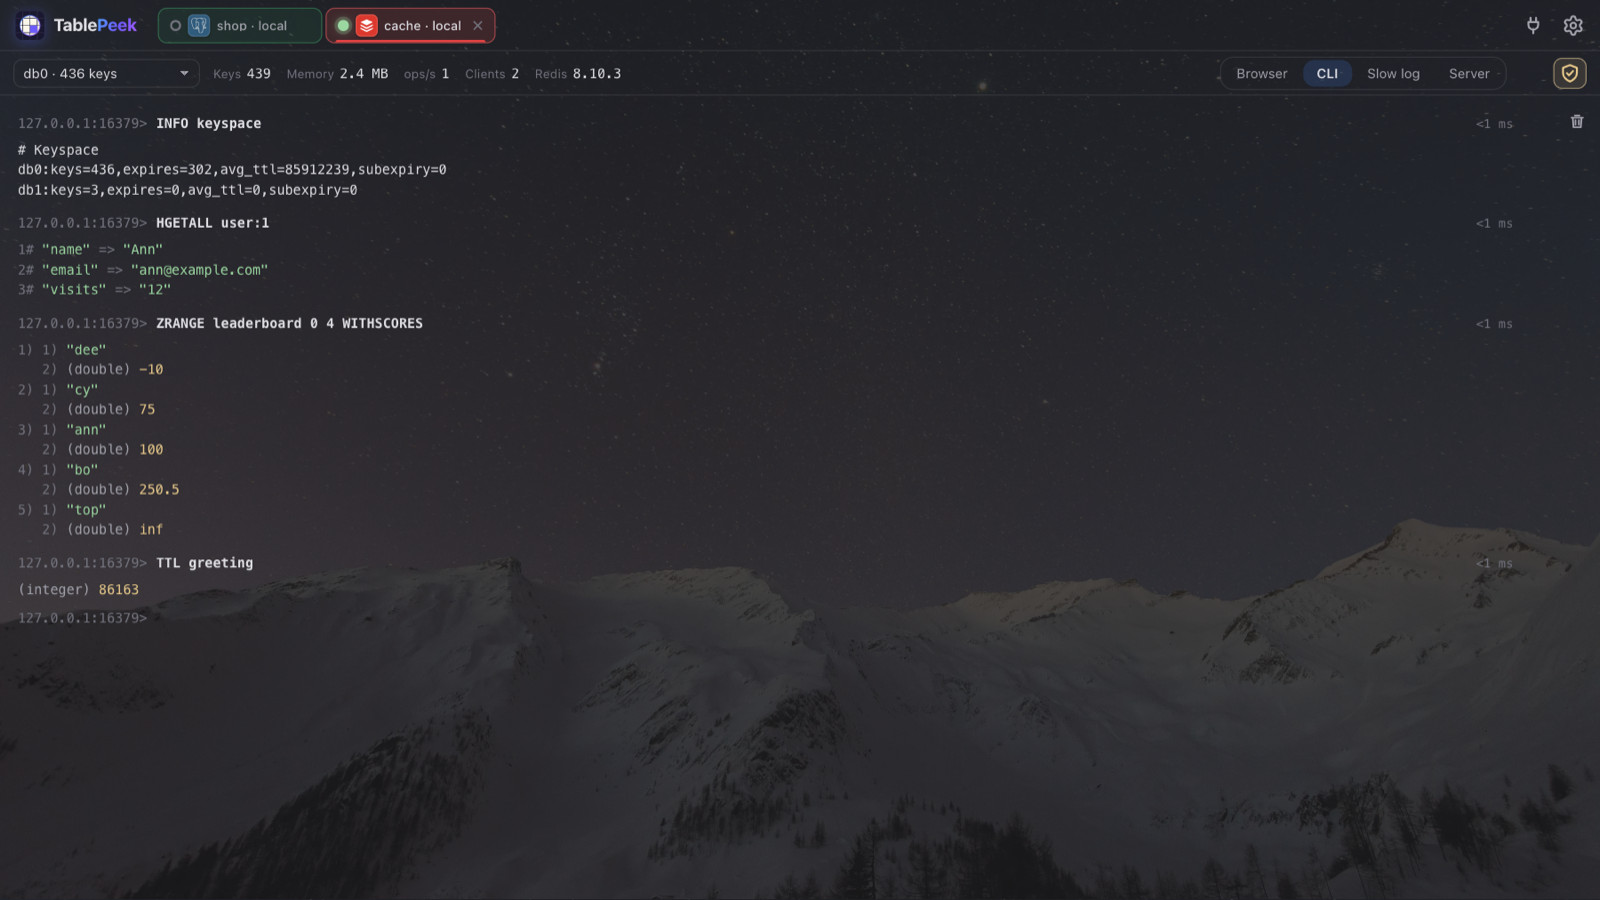 TablePeek
shop · local
cache · local
db0 · 436 keys
Keys 439
Memory 2.4 MB
ops/s 1
Clients 2
Redis 8.10.3
Browser
CLI
Slow log
Server
127.0.0.1:16379> INFO keyspace
<1 ms
# Keyspace
db0:keys=436,expires=302,avg_ttl=85912239,subexpiry=0
db1:keys=3,expires=0,avg_ttl=0,subexpiry=0
127.0.0.1:16379> HGETALL user:1
<1 ms
1# "name" => "Ann"
2# "email" => "ann@example.com"
3# "visits" => "12"
127.0.0.1:16379> ZRANGE leaderboard 0 4 WITHSCORES
<1 ms
1) 1) "dee"
2) (double) -10
2) 1) "cy"
2) (double) 75
3) 1) "ann"
2) (double) 100
4) 1) "bo"
2) (double) 250.5
5) 1) "top"
2) (double) inf
127.0.0.1:16379> TTL greeting
<1 ms
(integer) 86163
127.0.0.1:16379>